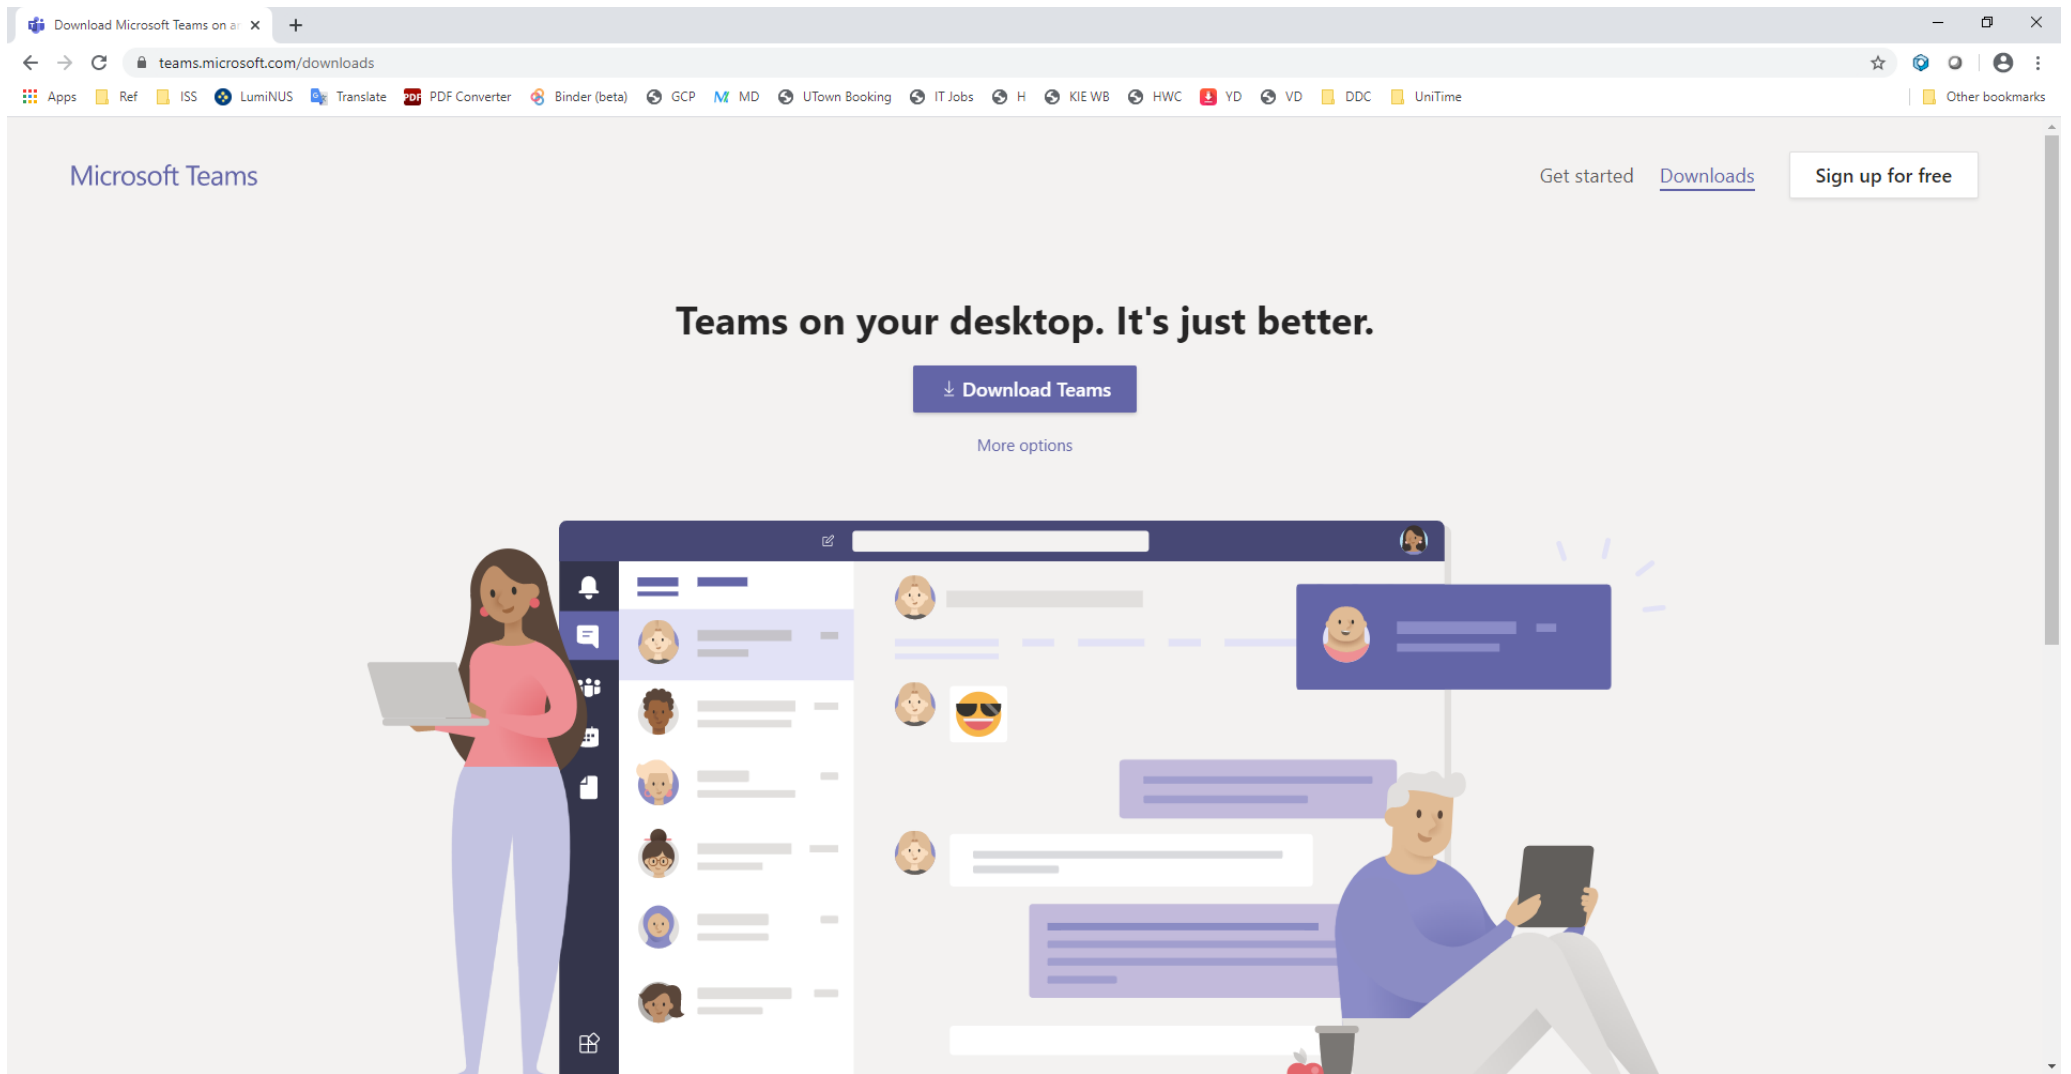 Download Microsoft Teams on a
teams.microsoft.com/downloads
Apps Ref ISS LumiNUS Translate PDF PDF Converter Binder (beta) GCP MD UTown Booking IT Jobs H KIE WB HWC YD VD DDC UniTime Other bookmarks
Microsoft Teams
Get started Downloads Sign up for free
Teams on your desktop. It's just better.
Download Teams
More options